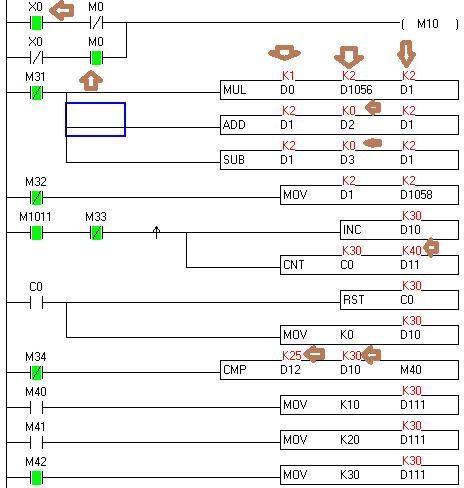 X0 M0
( M10 )
X0 M0
M31 K1 K2 K2
MUL D0 D1056 D1
K2 K0 K2
ADD D1 D2 D1
K2 K0 K2
SUB D1 D3 D1
M32 K2 K2
MOV D1 D1058
M1011 M33 K30
INC D10
K30 K40
CNT C0 D11
C0 K30
RST C0
K30
MOV K0 D10
M34 K25 K30
CMP D12 D10 M40
M40 K30
MOV K10 D111
M41 K30
MOV K20 D111
M42 K30
MOV K30 D111